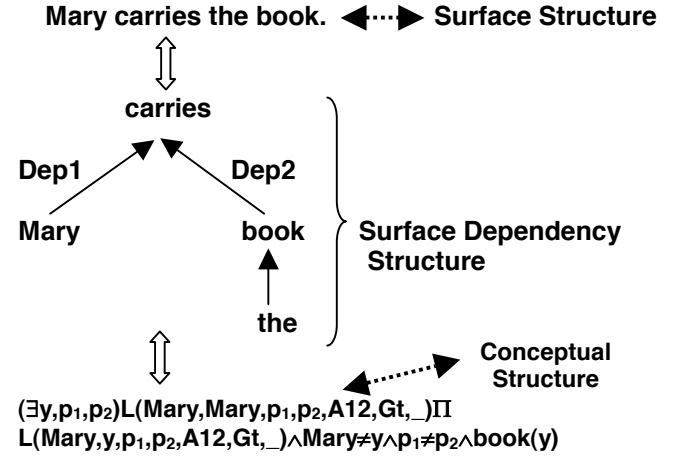 Mary carries the book. Surface Structure
carries
Dep1 Dep2
Mary book Surface Dependency
Structure
the
Conceptual
Structure
(∃y,p₁,p₂)L(Mary,Mary,p₁,p₂,A12,Gt,_)Π
L(Mary,y,p₁,p₂,A12,Gt,_)∧Mary≠y∧p₁≠p₂∧book(y)